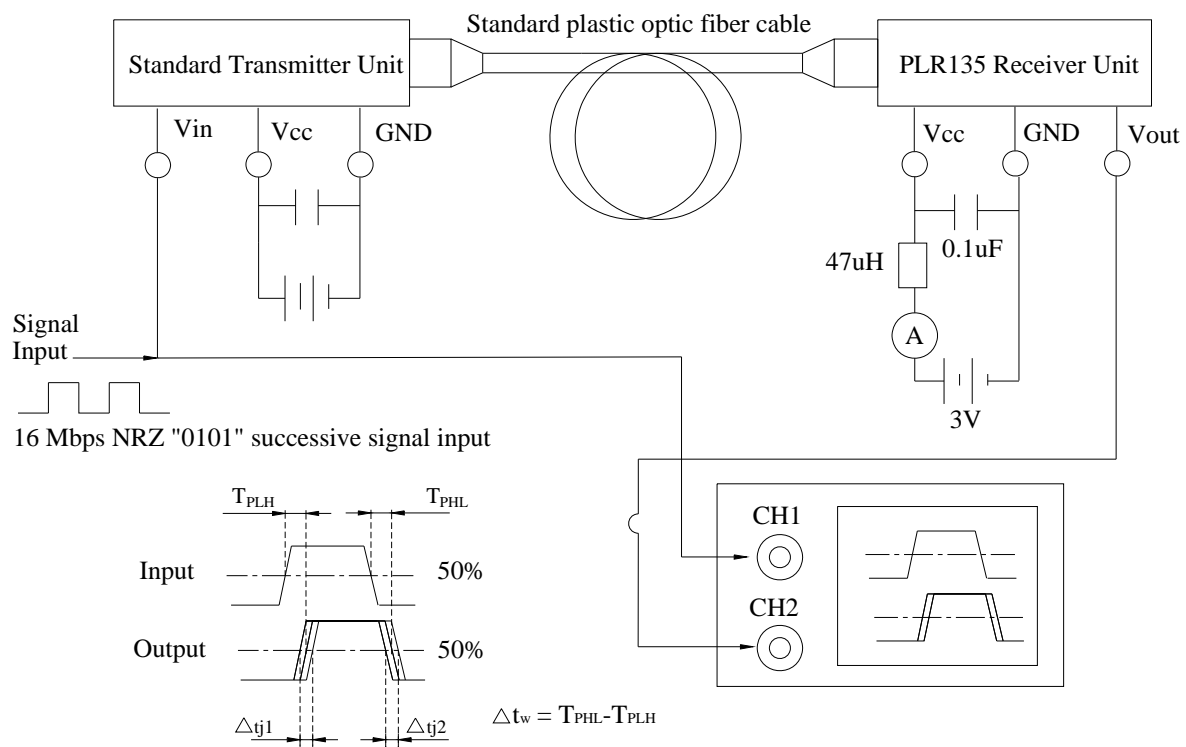 Standard plastic optic fiber cable
Standard Transmitter Unit
PLR135 Receiver Unit
Vin
Vcc
GND
Vcc
GND
Vout
0.1uF
47uH
A
3V
Signal
Input
16 Mbps NRZ "0101" successive signal input
TPLH
TPHL
Input
50%
Output
50%
△tj1
△tj2
△tw = TPHL-TPLH
CH1
CH2